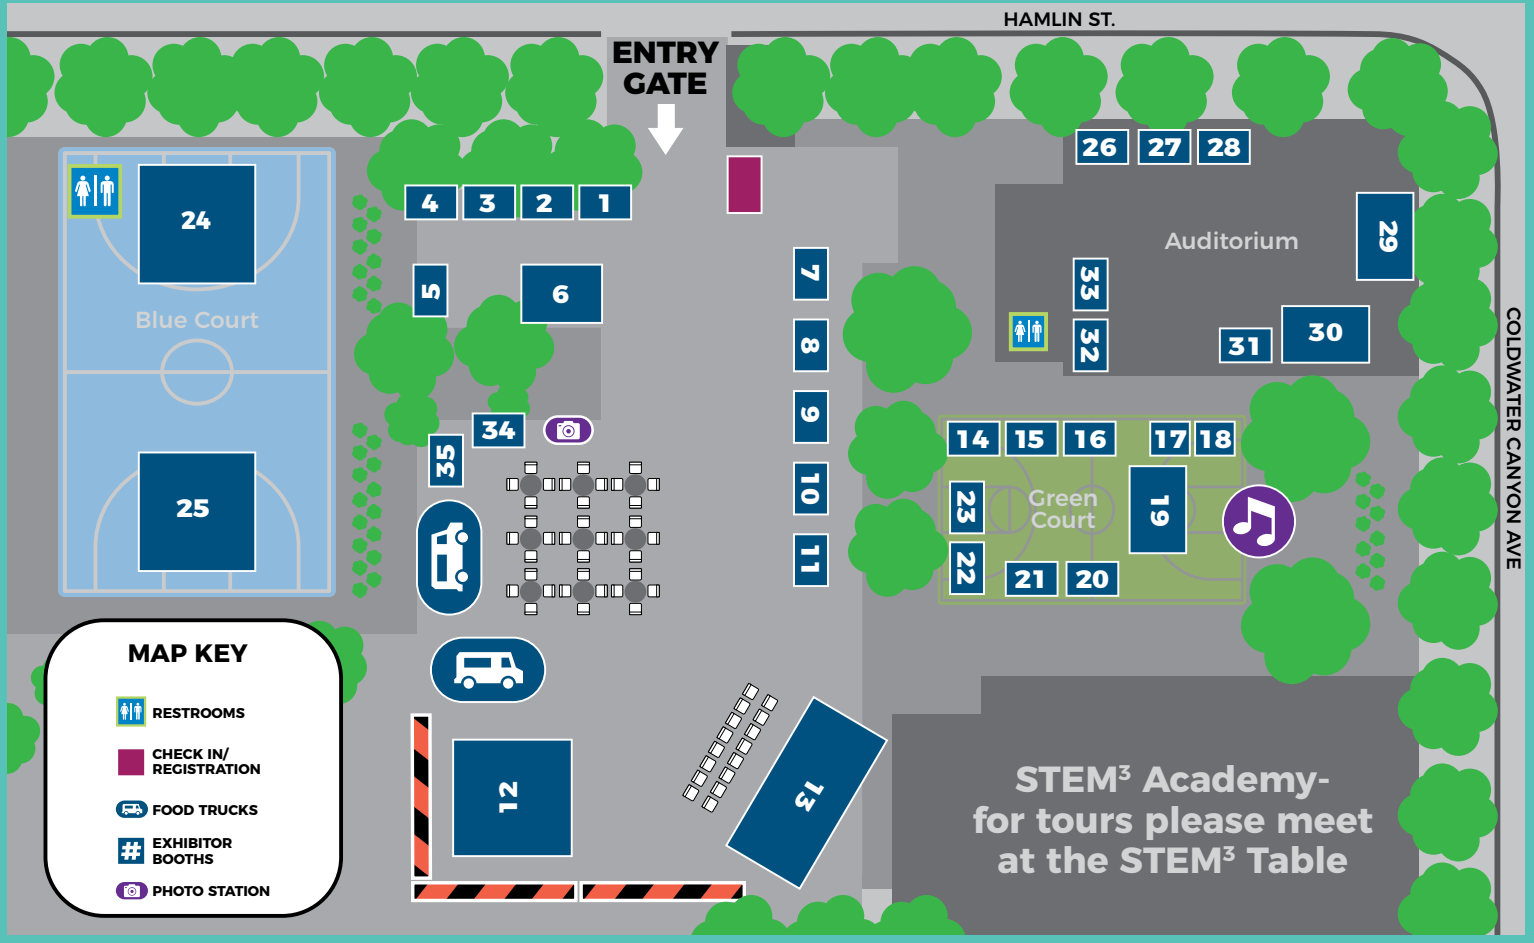 HAMLIN ST.
ENTRY
GATE
26 27 28
4 3 2 1
24
29
Auditorium
7
33
5
6
Blue Court
8
32
31
30
COLDWATER CANYON AVE
9
34
35
14 15 16 17 18
10
23
Green
Court
19
25
11
22
21
20
MAP KEY
RESTROOMS
CHECK IN/
REGISTRATION
FOOD TRUCKS
#
EXHIBITOR
BOOTHS
PHOTO STATION
12
13
STEM³ Academy-
for tours please meet
at the STEM³ Table